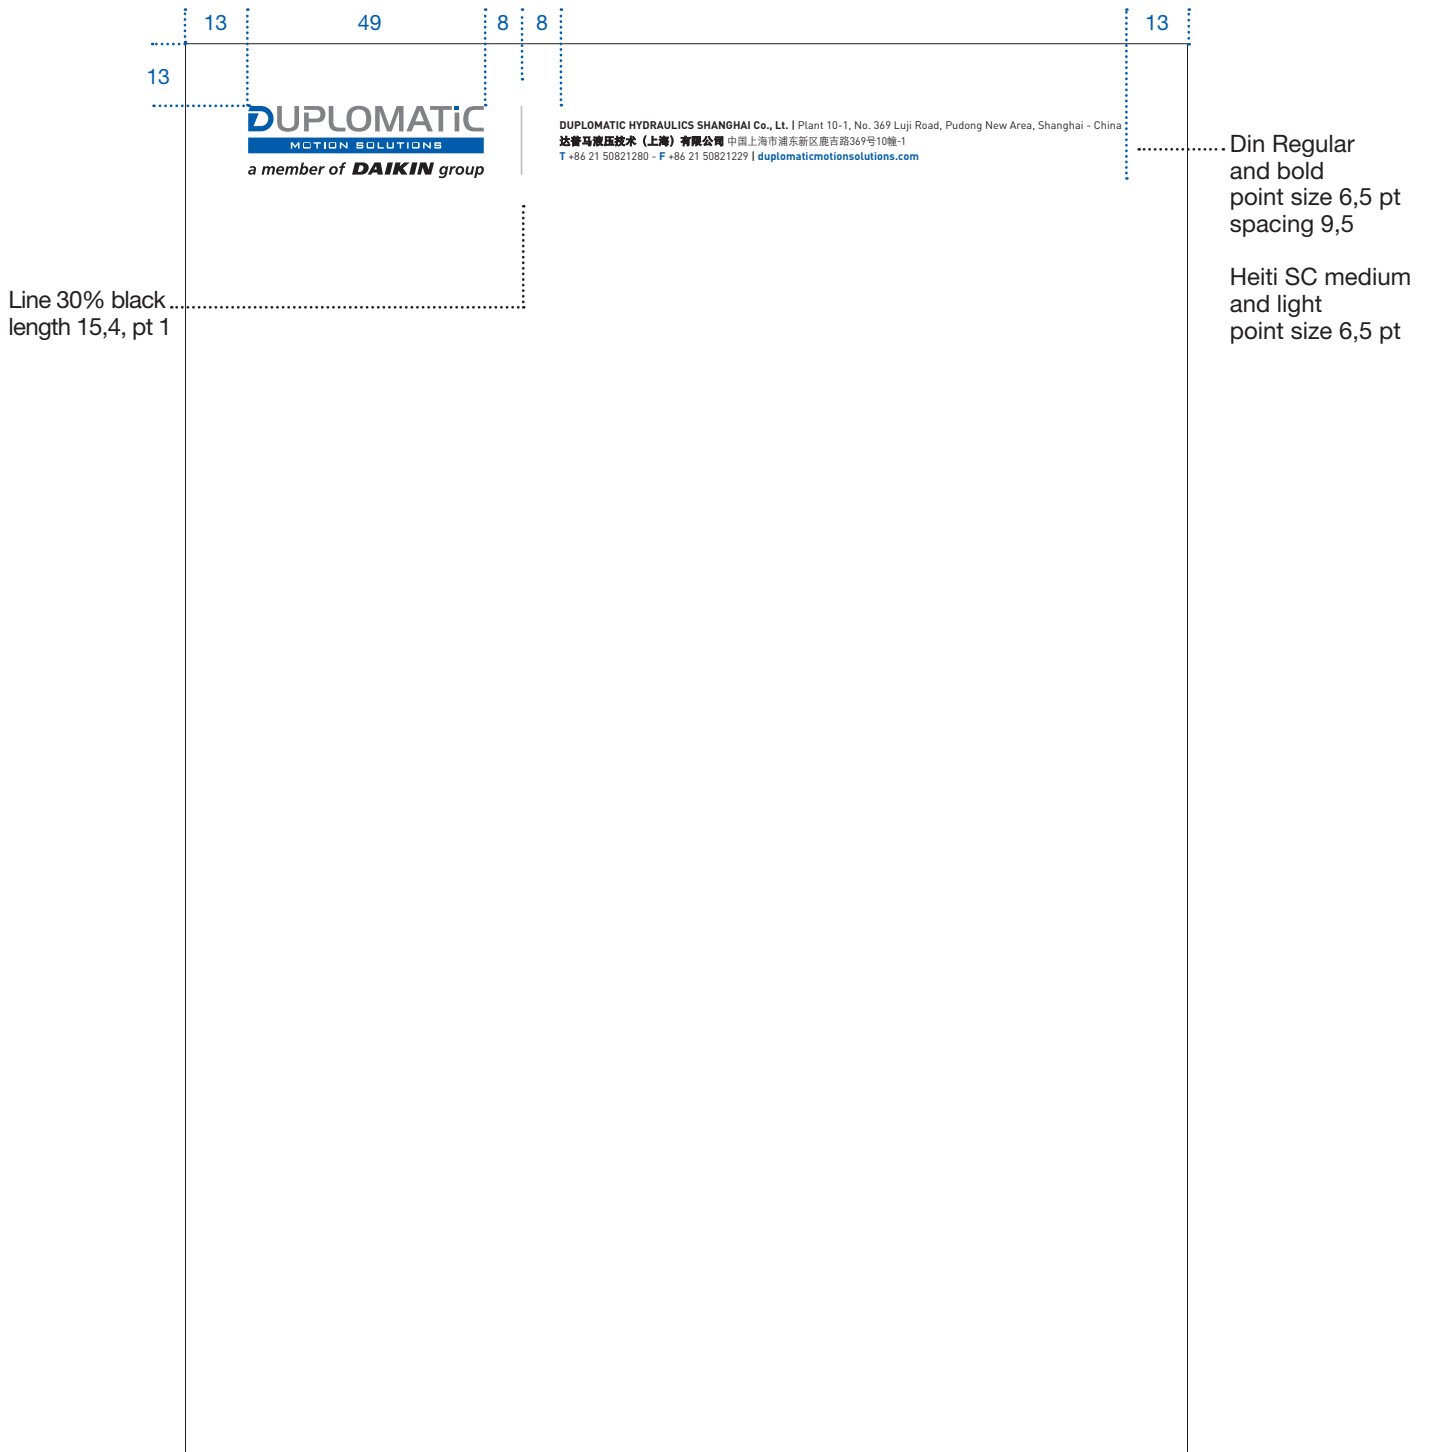 13 49 8 8 13
13
DUPLOMATiC
MOTION SOLUTIONS
a member of DAIKIN group
DUPLOMATIC HYDRAULICS SHANGHAI Co., Lt. | Plant 10-1, No. 369 Luji Road, Pudong New Area, Shanghai - China
达普马液压技术（上海）有限公司 中国上海市浦东新区鹿吉路369号10幢-1
T +86 21 50821280 - F +86 21 50821229 | duplomaticmotionsolutions.com
Din Regular
and bold
point size 6,5 pt
spacing 9,5
Heiti SC medium
and light
point size 6,5 pt
Line 30% black
length 15,4, pt 1